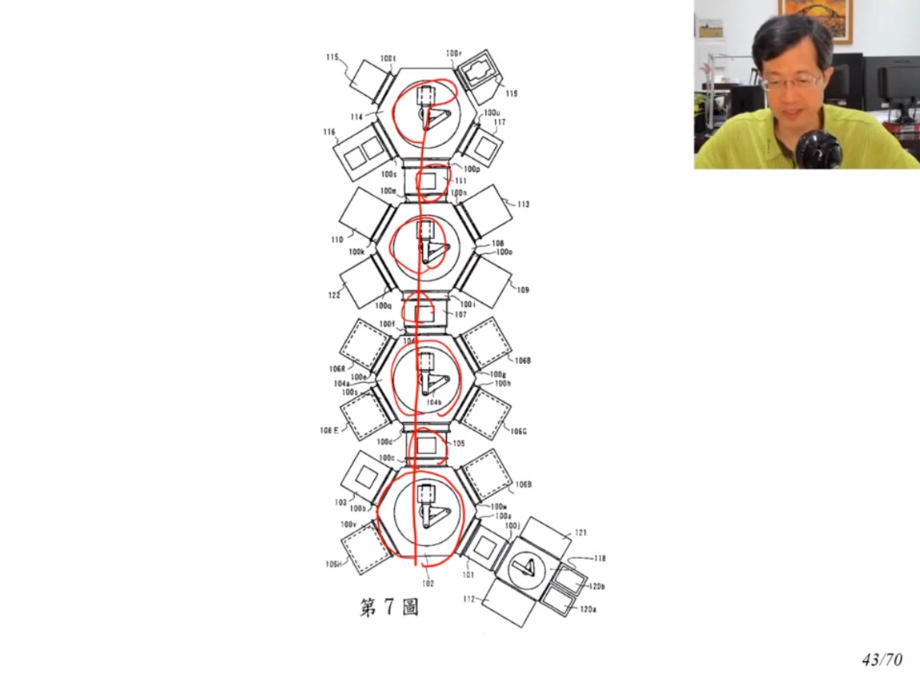 115 100t 100r
119
114 100u
116 117
100s 100p
111
100m 100n
113
110 108
100k 100o
122 109
100q 100i
107
100f
104
106R 106B
100e 100g
104a 100h
100s 104b
106E 106G
100d 105
100c
103 106B
100b 100w
100a
100v 100j 121
106H 101 118
102 120b
112 120a
第7圖
43/70